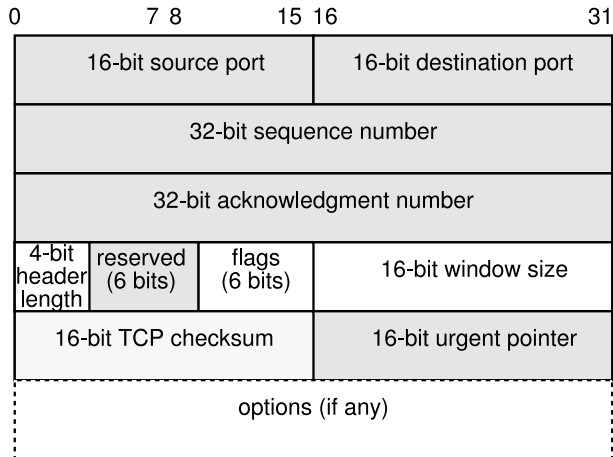 0 7 8 15 16 31
16-bit source port 16-bit destination port
32-bit sequence number
32-bit acknowledgment number
4-bit header length reserved (6 bits) flags (6 bits) 16-bit window size
16-bit TCP checksum 16-bit urgent pointer
options (if any)